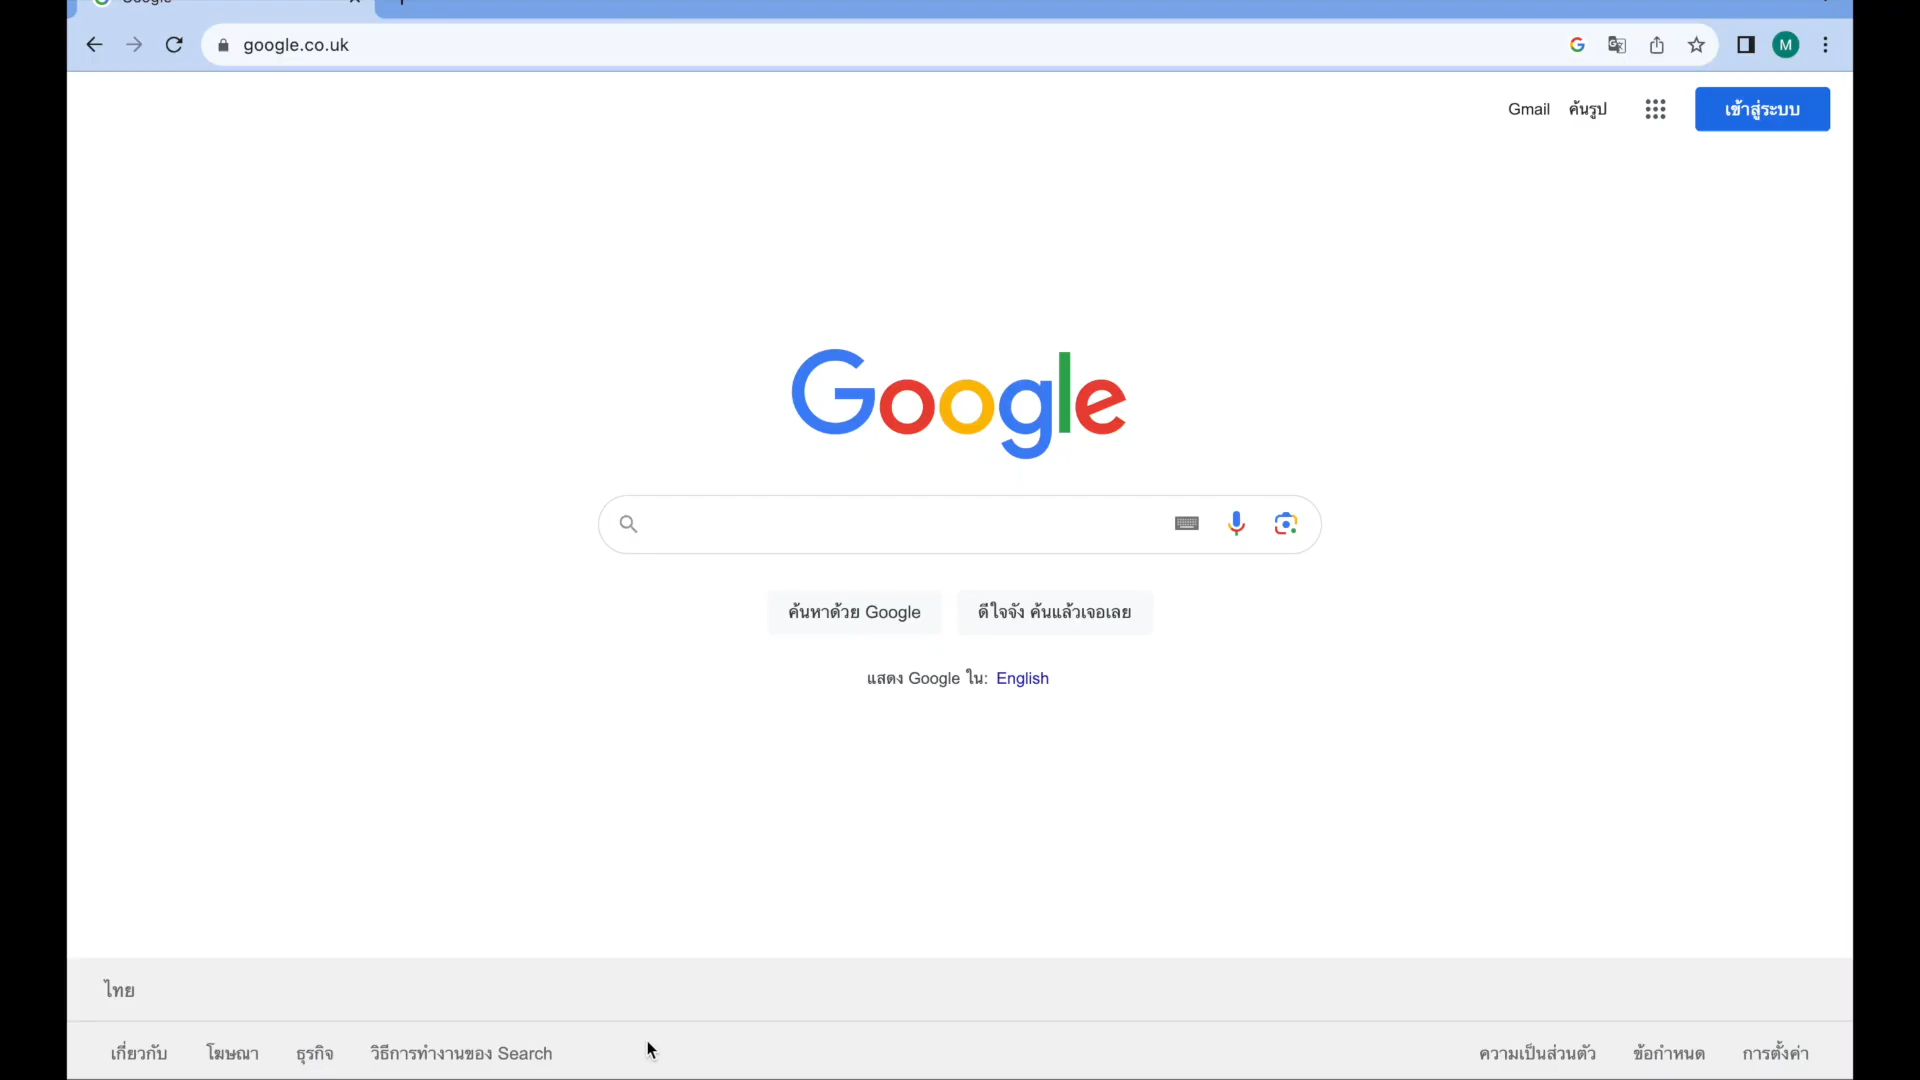 Google
google.co.uk
M
Gmail ค้นรูป เข้าสู่ระบบ
Google
ค้นหาด้วย Google ดีใจจัง ค้นแล้วเจอเลย
แสดง Google ใน: English
ไทย
เกี่ยวกับ โฆษณา ธุรกิจ วิธีการทำงานของ Search ความเป็นส่วนตัว ข้อกำหนด การตั้งค่า